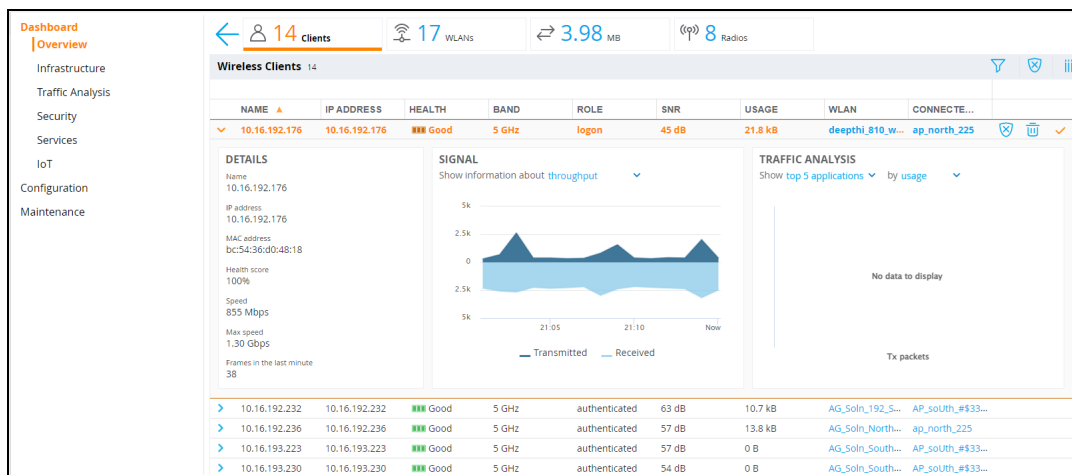 Dashboard
Overview
Infrastructure
Traffic Analysis
Security
Services
IoT
Configuration
Maintenance
14 Clients
17 WLANs
3.98 MB
8 Radios
Wireless Clients 14
NAME IP ADDRESS HEALTH BAND ROLE SNR USAGE WLAN CONNECTE...
10.16.192.176 10.16.192.176 Good 5 GHz logon 45 dB 21.8 kB deepthi_810_w... ap_north_225
DETAILS
Name
10.16.192.176
IP address
10.16.192.176
MAC address
bc:54:36:d0:48:18
Health score
100%
Speed
855 Mbps
Max speed
1.30 Gbps
Frames in the last minute
38
SIGNAL
Show information about throughput
5k
2.5k
0
2.5k
5k
21:05 21:10 Now
Transmitted Received
TRAFFIC ANALYSIS
Show top 5 applications by usage
No data to display
Tx packets
10.16.192.232 10.16.192.232 Good 5 GHz authenticated 63 dB 10.7 kB AG_Soln_192_S... AP_soUth_#$33...
10.16.192.236 10.16.192.236 Good 5 GHz authenticated 57 dB 13.8 kB AG_Soln_North... ap_north_225
10.16.193.223 10.16.193.223 Good 5 GHz authenticated 57 dB 0 B AG_Soln_South... AP_soUth_#$33...
10.16.193.230 10.16.193.230 Good 5 GHz authenticated 54 dB 0 B AG_Soln_South... AP_soUth_#$33...